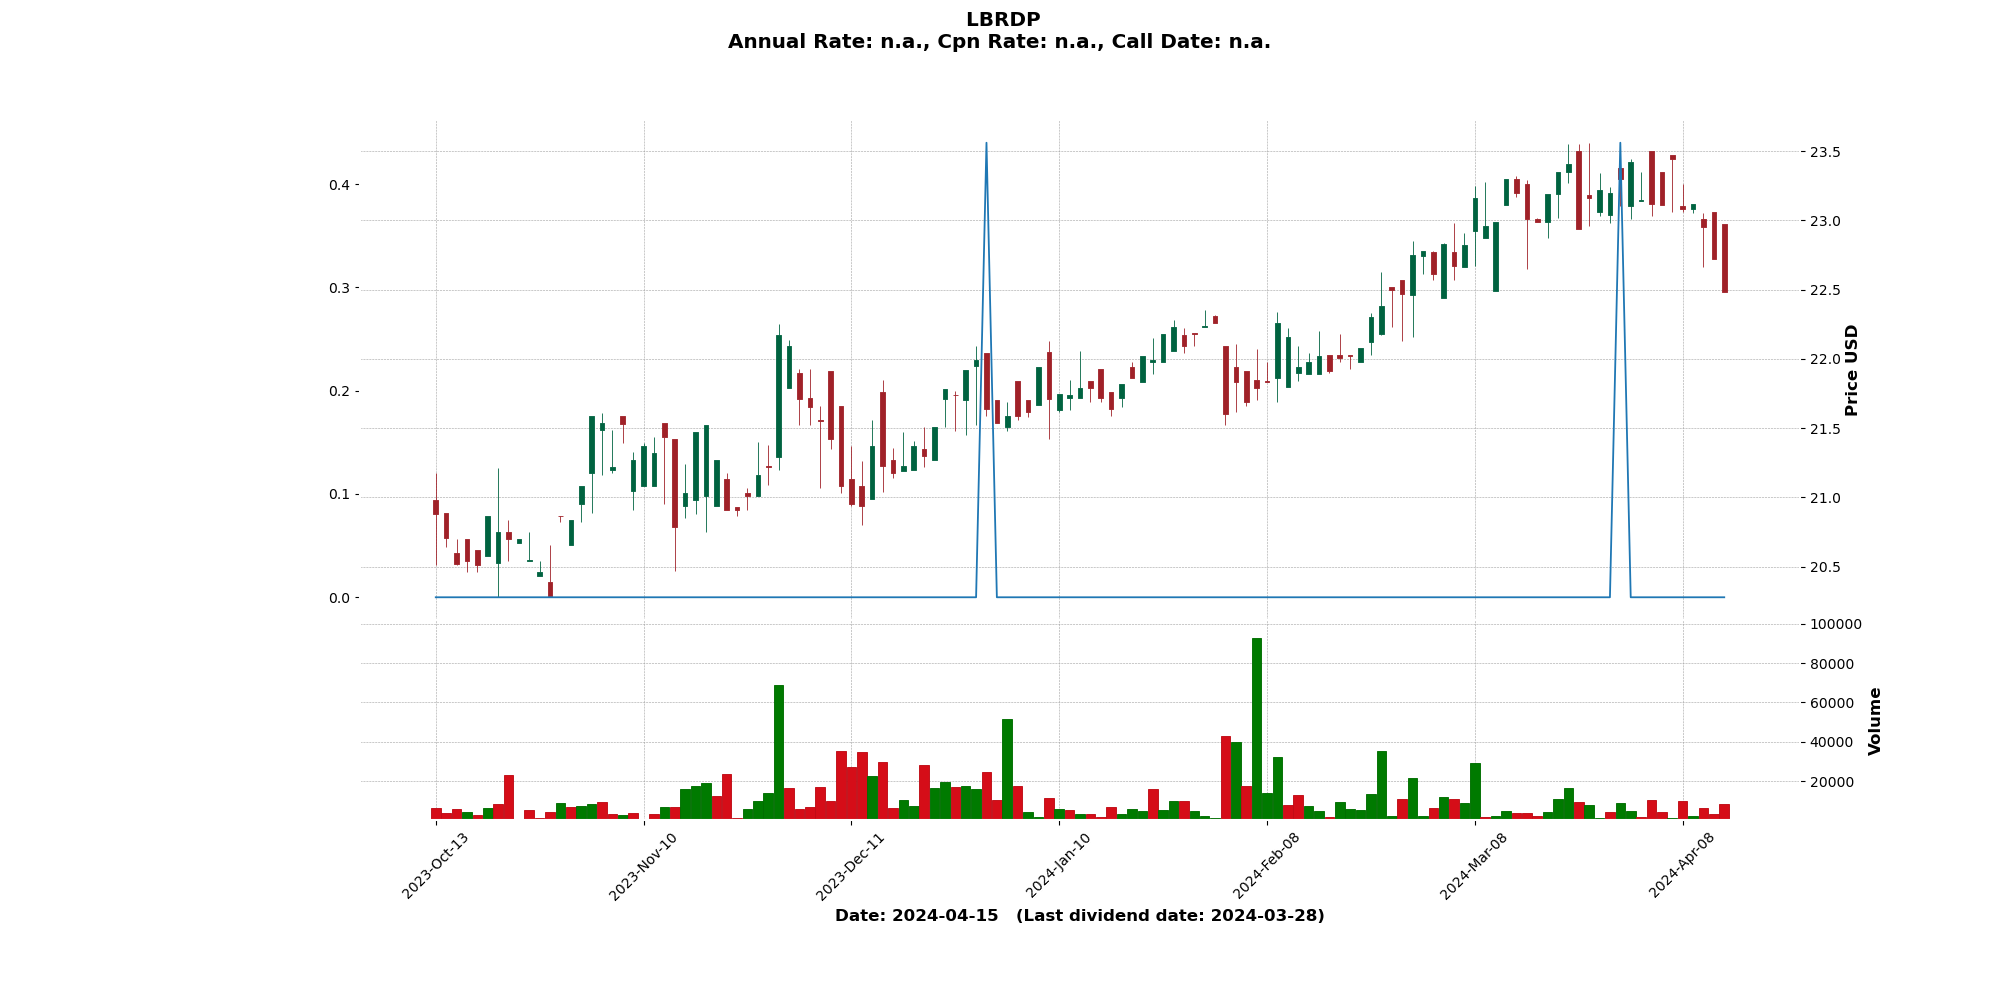 LBRDP
Annual Rate: n.a., Cpn Rate: n.a., Call Date: n.a.
0.4
0.3
0.2
0.1
0.0
23.5
23.0
22.5
22.0
21.5
21.0
20.5
Price USD
100000
80000
60000
40000
20000
Volume
2023-Oct-13
2023-Nov-10
2023-Dec-11
2024-Jan-10
2024-Feb-08
2024-Mar-08
2024-Apr-08
Date: 2024-04-15   (Last dividend date: 2024-03-28)